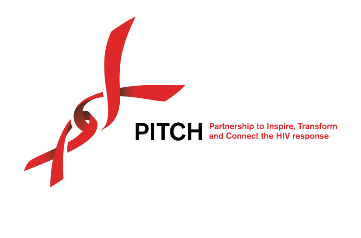 PITCH
Partnership to Inspire, Transform
and Connect the HIV response